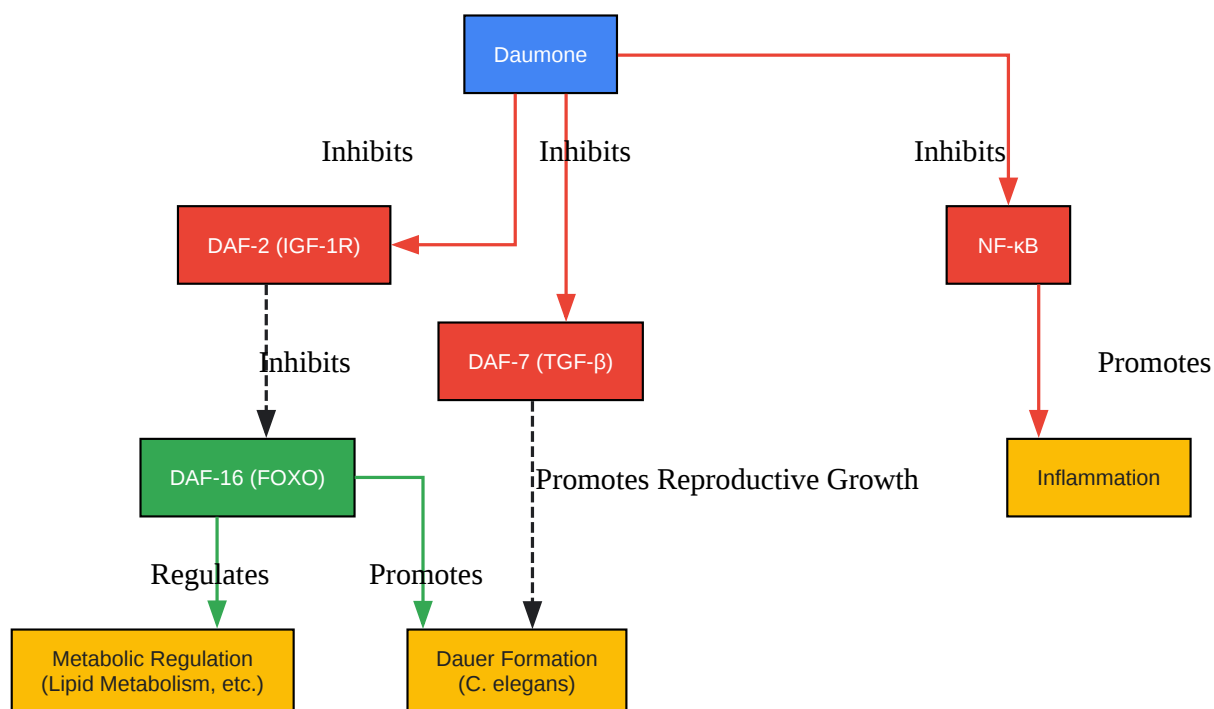 Daumone
Inhibits
Inhibits
Inhibits
DAF-2 (IGF-1R)
NF-κB
DAF-7 (TGF-β)
Inhibits
Promotes
DAF-16 (FOXO)
Promotes Reproductive Growth
Inflammation
Regulates
Promotes
Metabolic Regulation
(Lipid Metabolism, etc.)
Dauer Formation
(C. elegans)